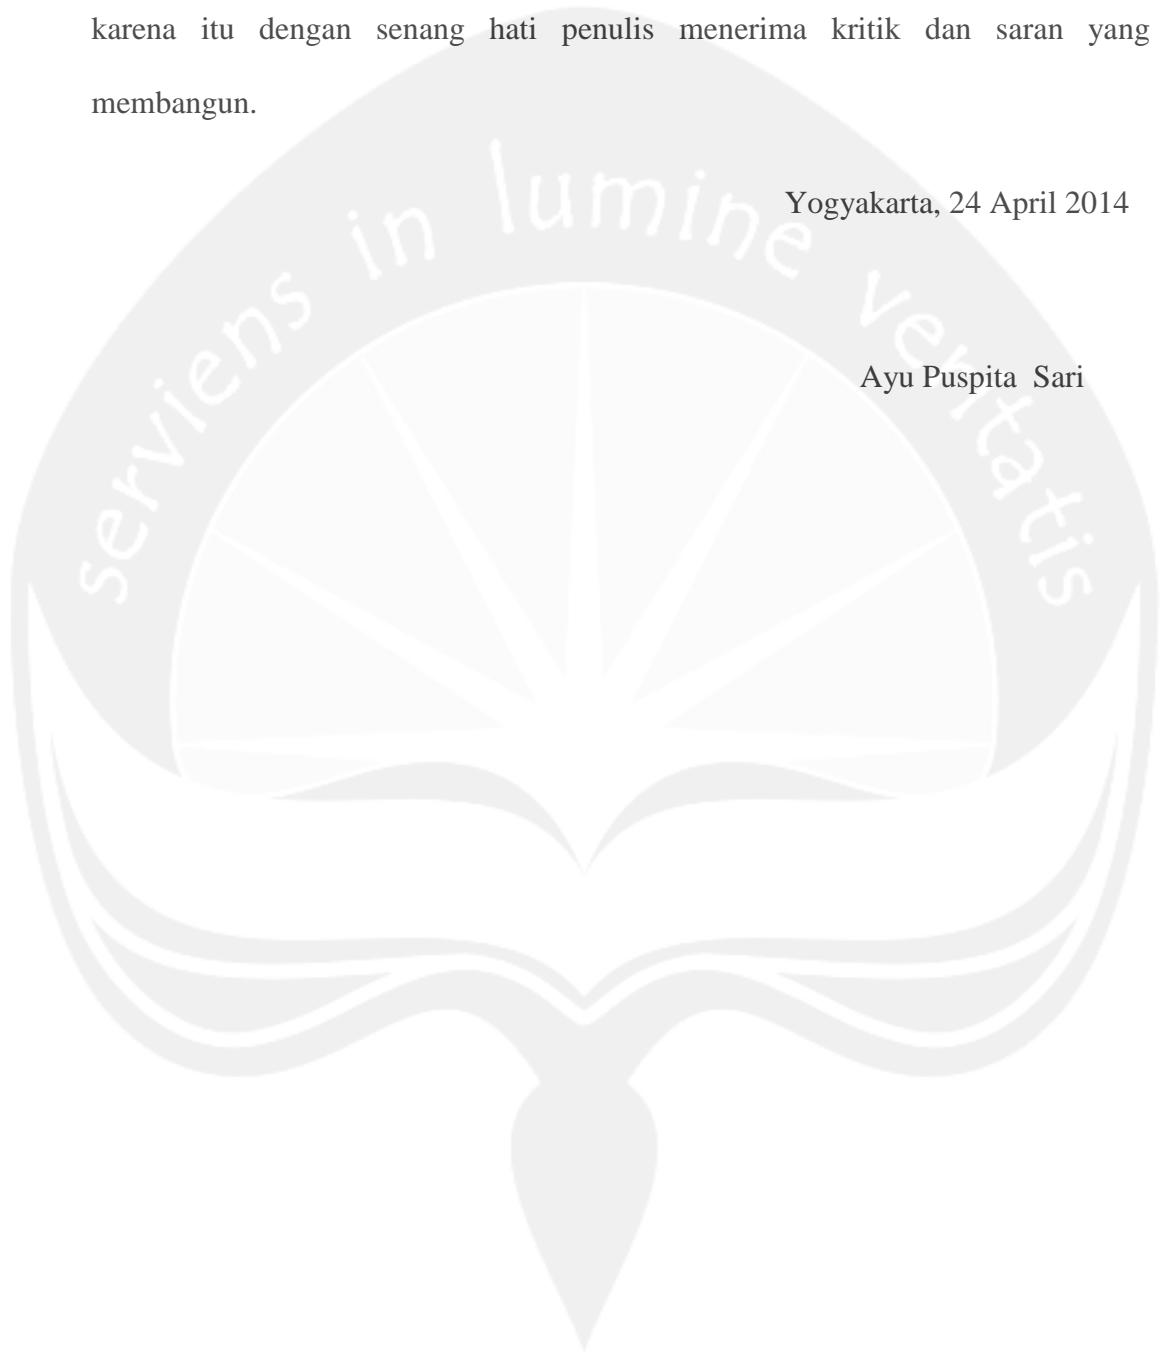 karena itu dengan senang hati penulis menerima kritik dan saran yang
membangun.
Yogyakarta, 24 April 2014
Ayu Puspita Sari
serviens in lumine veritatis